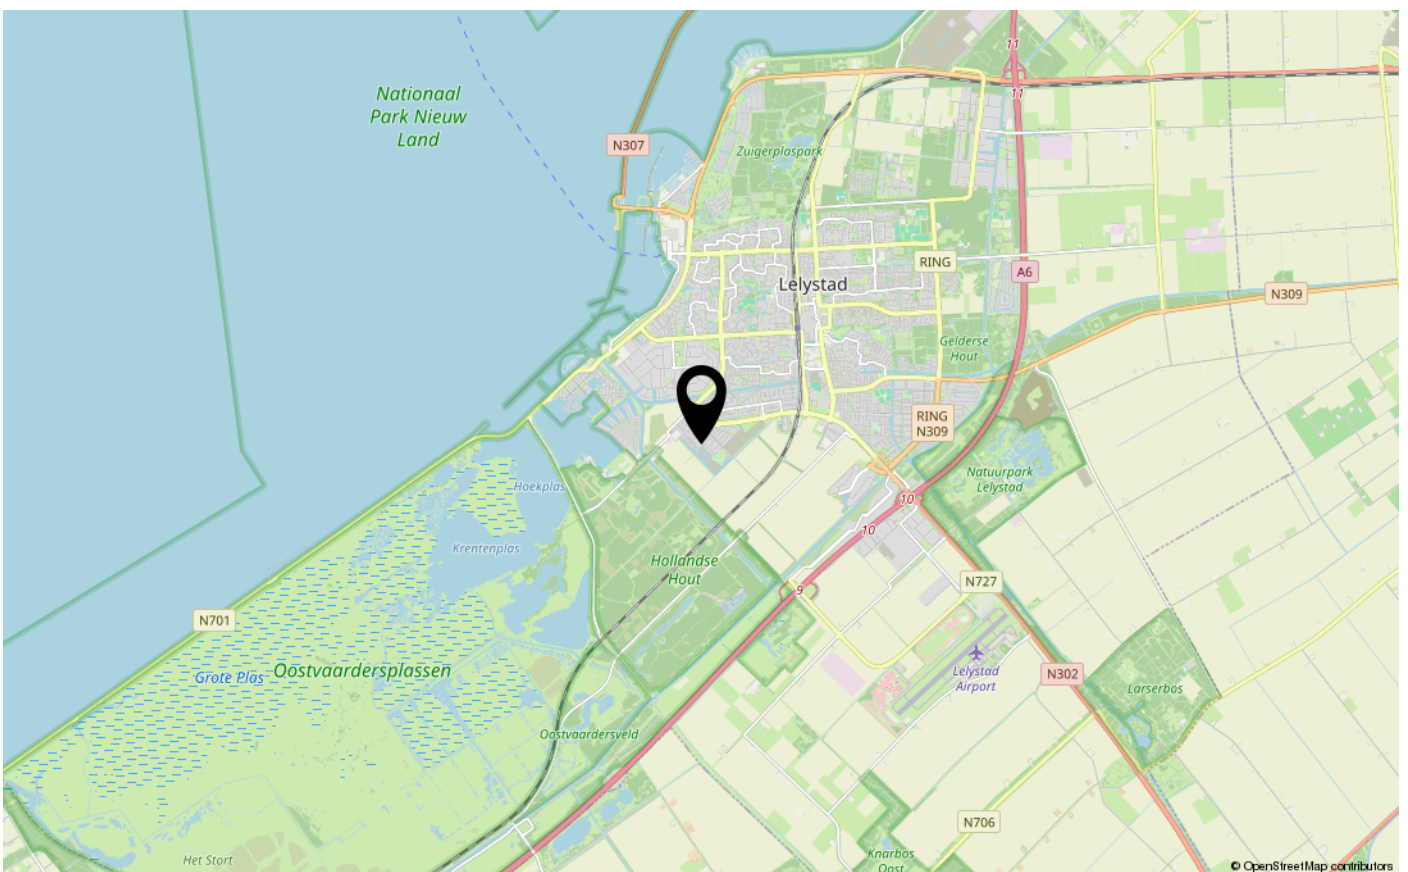 11
Nationaal
Park Nieuw
Land
11
N307
Zuigerplaspark
RING
A6
Lelystad
N309
Gelderse
Hout
RING
N309
Natuurpark
Lelystad
Hoekplas
10
10
Krentenplas
Hollandse
Hout
N727
9
N701
Oostvaardersplassen
Grote Plas
Lelystad
Airport
N302
Larserbos
Oostvaardersveld
N706
Het Stort
Knarbos
Oost
© OpenStreetMap contributors